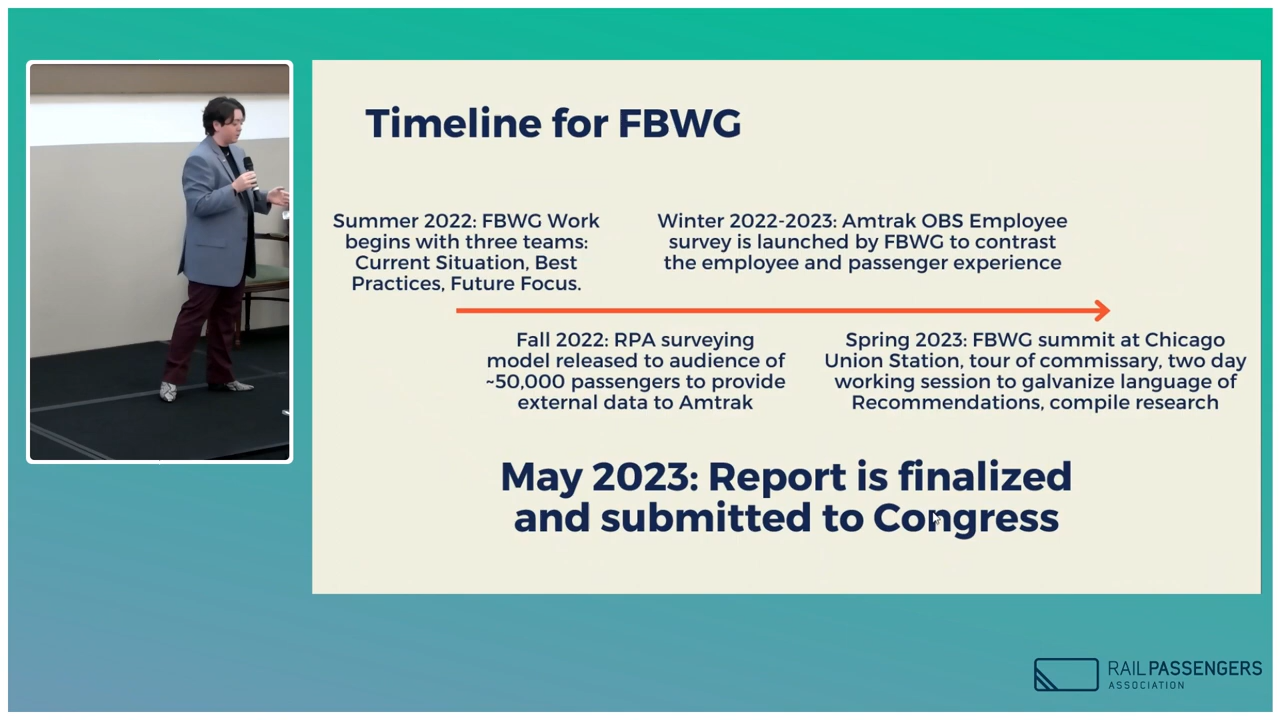 Timeline for FBWG
Summer 2022: FBWG Work
begins with three teams:
Current Situation, Best
Practices, Future Focus.
Winter 2022-2023: Amtrak OBS Employee
survey is launched by FBWG to contrast
the employee and passenger experience
Fall 2022: RPA surveying
model released to audience of
~50,000 passengers to provide
external data to Amtrak
Spring 2023: FBWG summit at Chicago
Union Station, tour of commissary, two day
working session to galvanize language of
Recommendations, compile research
May 2023: Report is finalized
and submitted to Congress
RAILPASSENGERS
ASSOCIATION